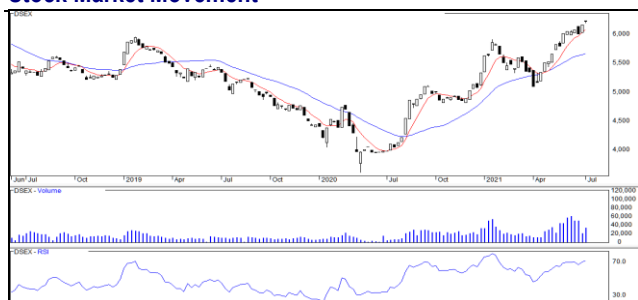 Stock Market Movement
DSEX
6,000
5,500
5,000
4,500
4,000
Jun Jul Oct 2019 Apr Jul Oct 2020 Jul Oct 2021 Apr Jul
DSEX - Volume
120,000
100,000
80,000
60,000
40,000
20,000
0
DSEX - RSI
70.0
30.0